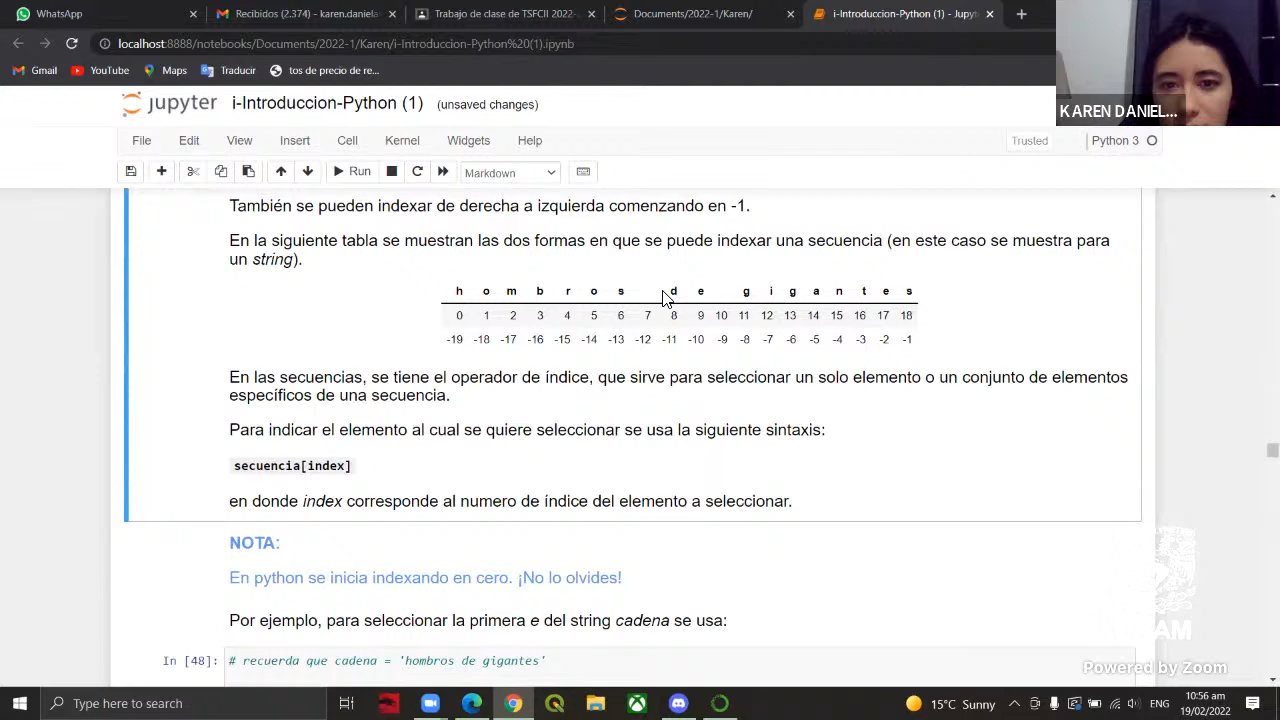 WhatsApp
Recibidos (2.374) - karen.daniela
Trabajo de clase de TSFCII 2022-
Documents/2022-1/Karen/
i-Introduccion-Python (1) - Jupyte
localhost:8888/notebooks/Documents/2022-1/Karen/i-Introduccion-Python%20(1).ipynb
Gmail YouTube Maps Traducir tos de precio de re...
KAREN DANIEL...
jupyter i-Introduccion-Python (1) (unsaved changes)
File Edit View Insert Cell Kernel Widgets Help Trusted Python 3
Run Markdown
También se pueden indexar de derecha a izquierda comenzando en -1.
En la siguiente tabla se muestran las dos formas en que se puede indexar una secuencia (en este caso se muestra para
un string).
h o m b r o s d e g i g a n t e s
0 1 2 3 4 5 6 7 8 9 10 11 12 13 14 15 16 17 18
-19 -18 -17 -16 -15 -14 -13 -12 -11 -10 -9 -8 -7 -6 -5 -4 -3 -2 -1
En las secuencias, se tiene el operador de índice, que sirve para seleccionar un solo elemento o un conjunto de elementos
específicos de una secuencia.
Para indicar el elemento al cual se quiere seleccionar se usa la siguiente sintaxis:
secuencia[index]
en donde index corresponde al numero de índice del elemento a seleccionar.
NOTA:
En python se inicia indexando en cero. ¡No lo olvides!
Por ejemplo, para seleccionar la primera e del string cadena se usa:
In [48]: # recuerda que cadena = 'hombros de gigantes'
Powered by Zoom
Type here to search
15°C Sunny
10:56 am
19/02/2022